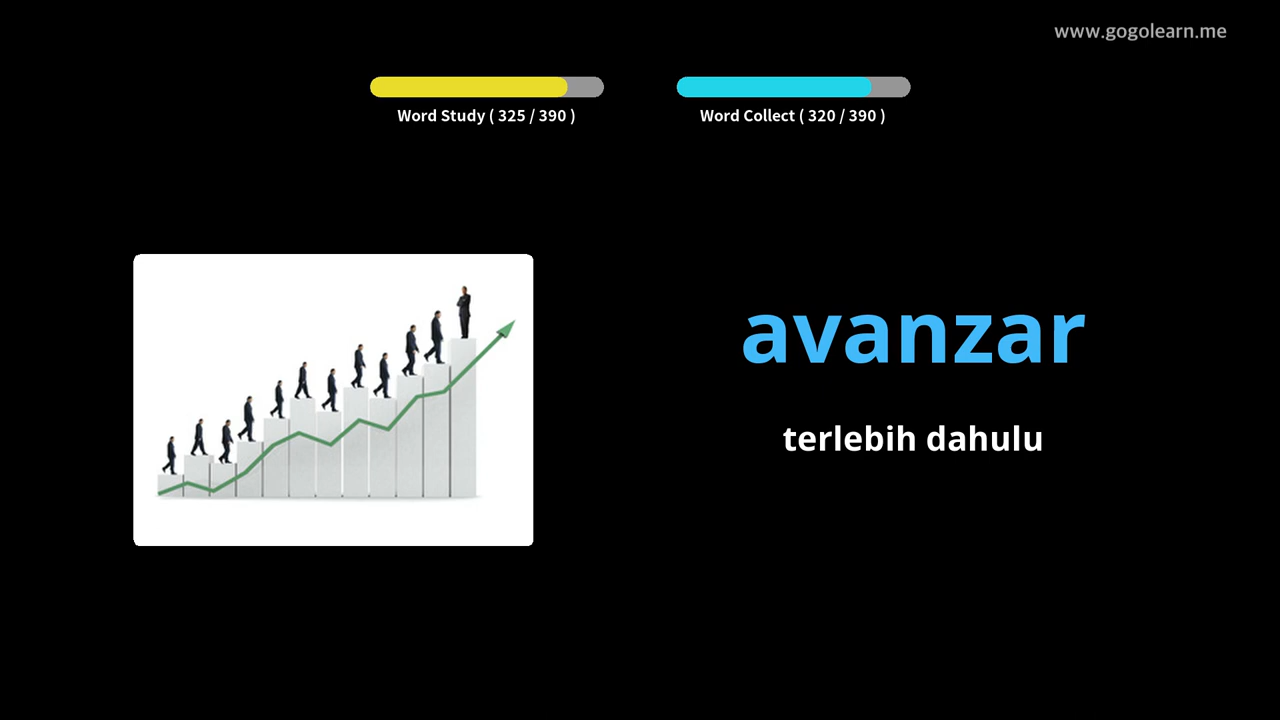 www.gogolearn.me
Word Study ( 325 / 390 )
Word Collect ( 320 / 390 )
avanzar
terlebih dahulu